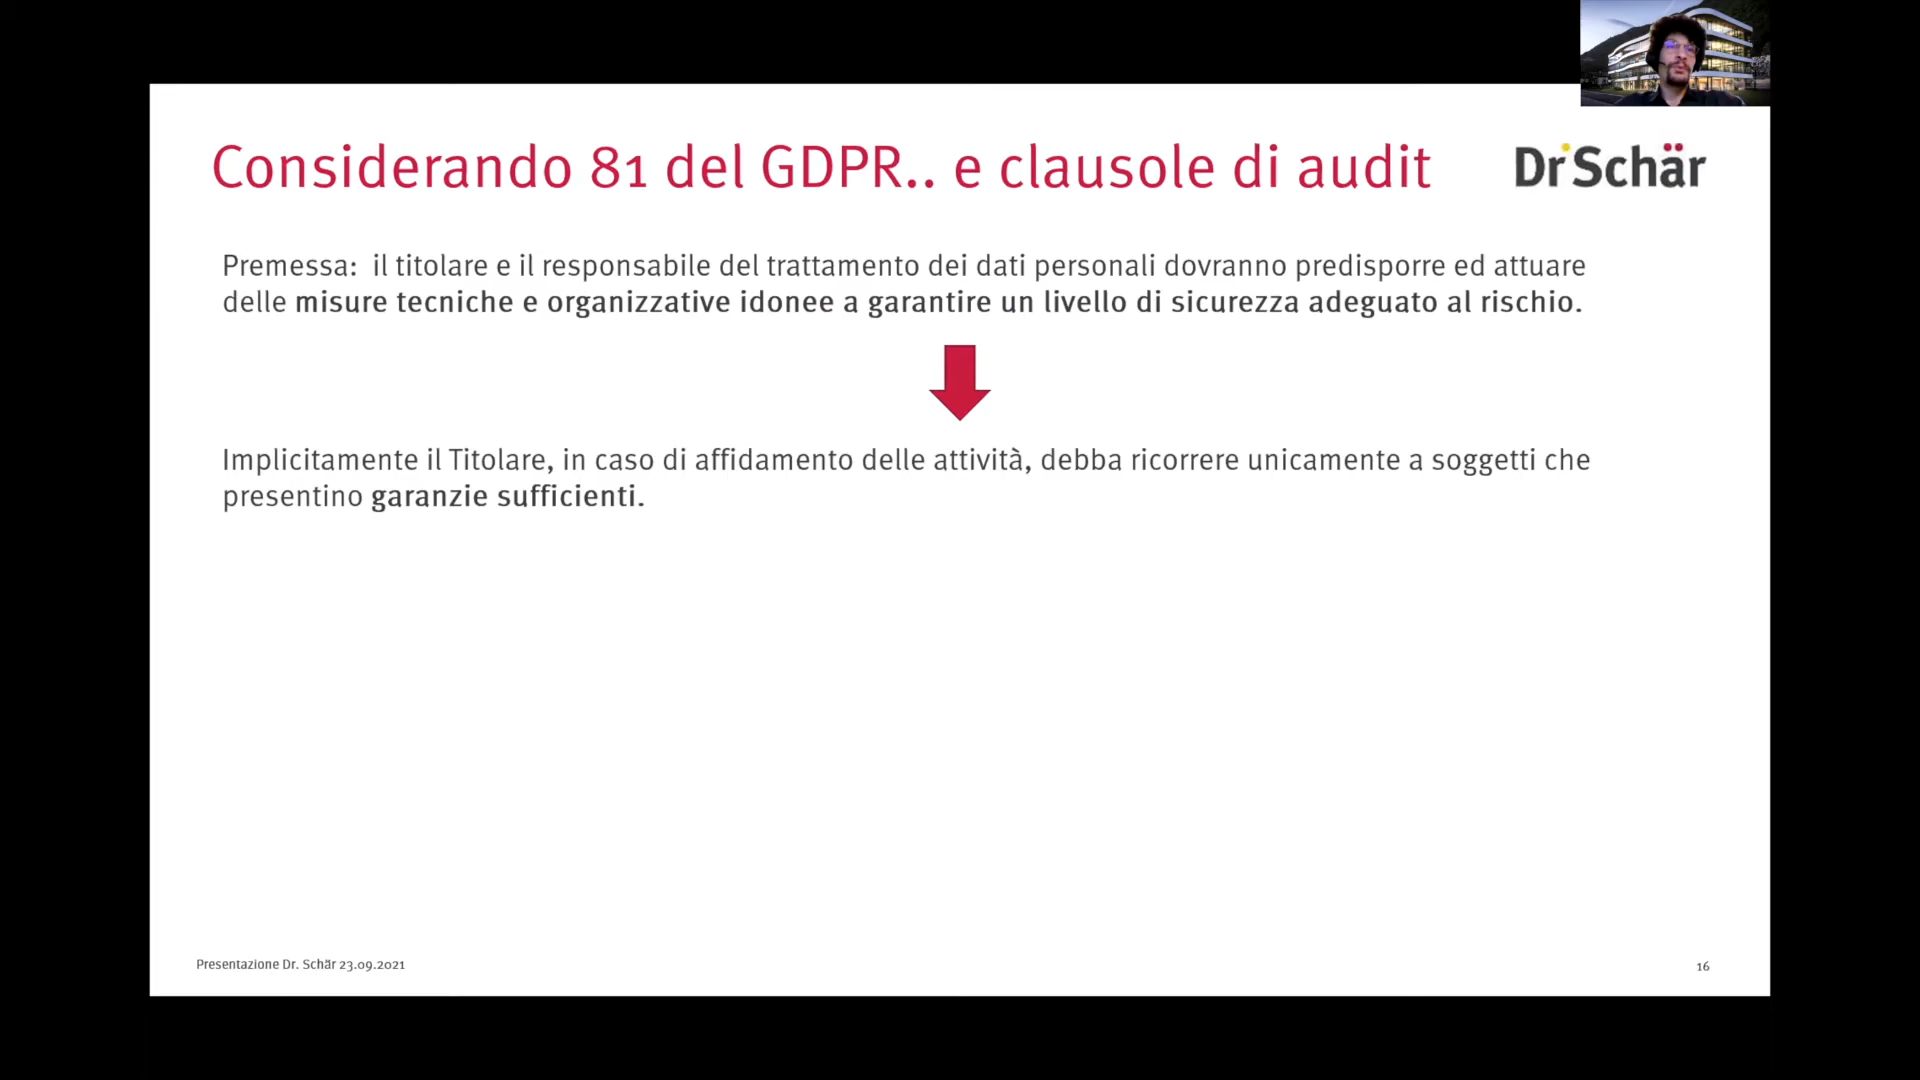 Considerando 81 del GDPR.. e clausole di audit
Dr Schär
Premessa:  il titolare e il responsabile del trattamento dei dati personali dovranno predisporre ed attuare
delle misure tecniche e organizzative idonee a garantire un livello di sicurezza adeguato al rischio.
Implicitamente il Titolare, in caso di affidamento delle attività, debba ricorrere unicamente a soggetti che
presentino garanzie sufficienti.
Presentazione Dr. Schär 23.09.2021
16